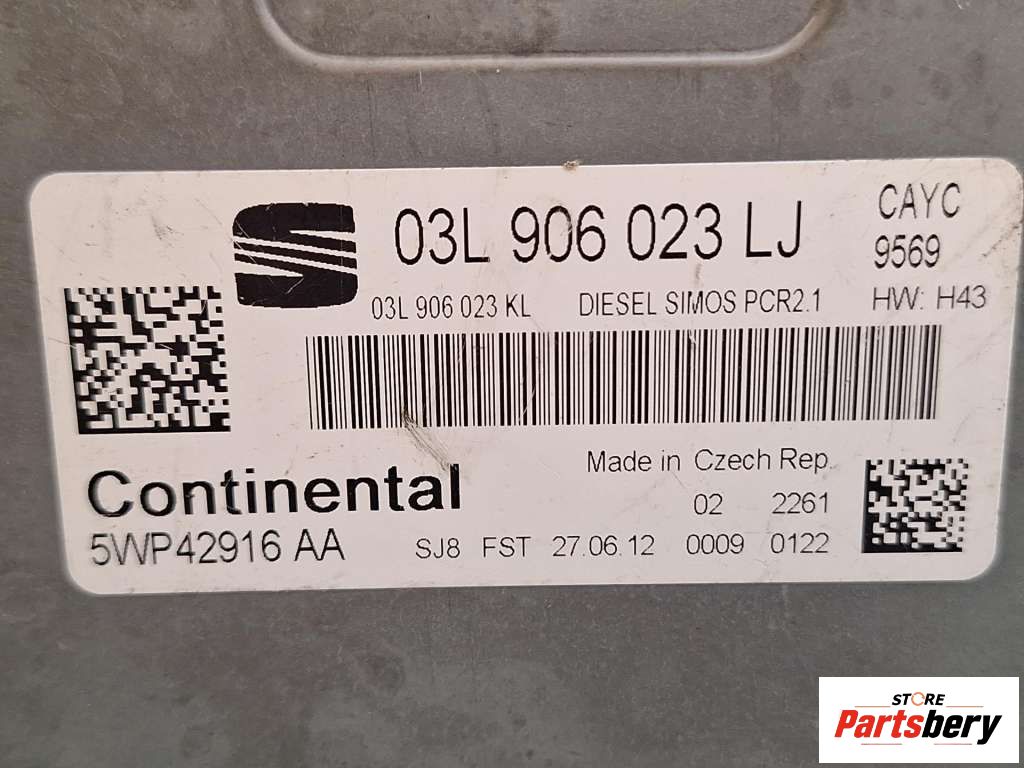 03L 906 023 LJ
CAYC
9569
03L 906 023 KL DIESEL SIMOS PCR2.1 HW: H43
Continental
Made in Czech Rep.
02 2261
5WP42916 AA SJ8 FST 27.06.12 0009 0122
STORE
Partsbery